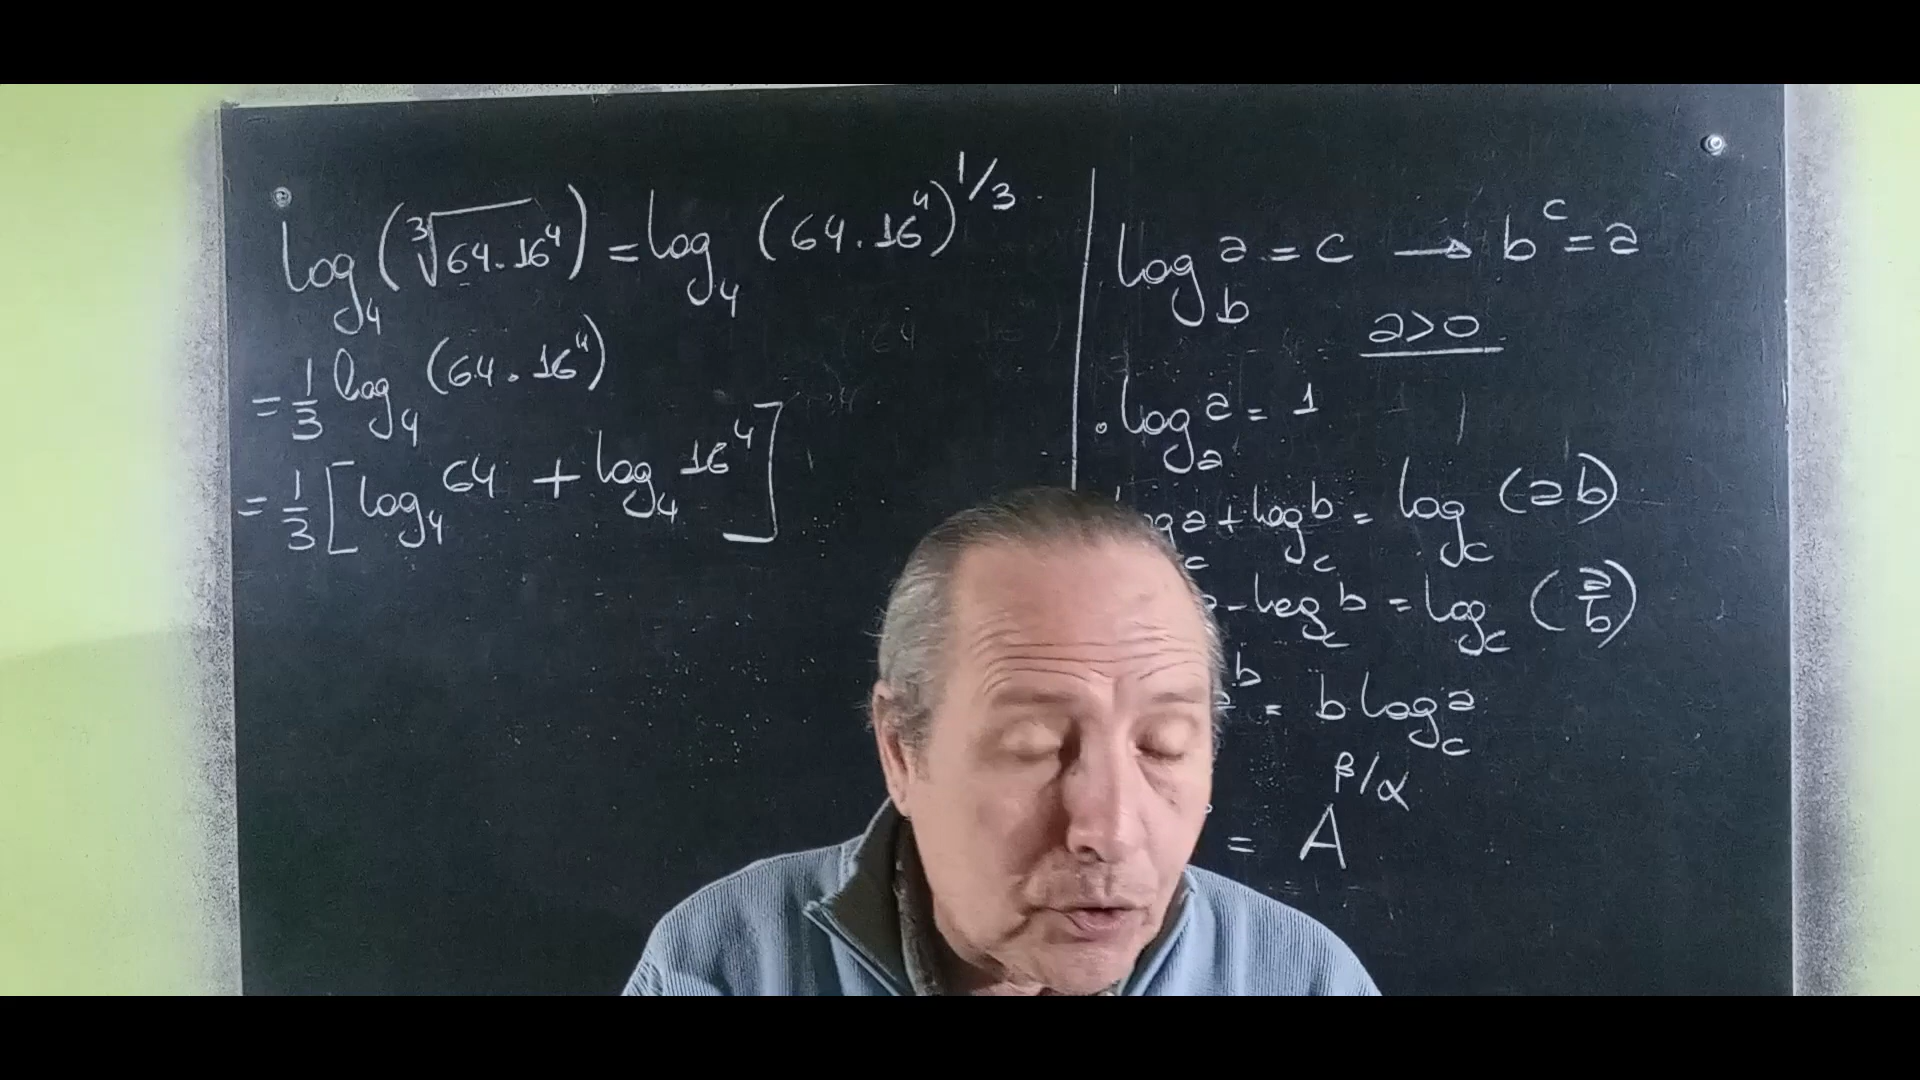 log₄(∛(64.16⁴)) = log₄(64.16⁴)^1/3
= 1/3 log₄(64.16⁴)
= 1/3 [log₄ 64 + log₄ 16⁴]
log_b a = c → b^c = a
a>0
• log_a a = 1
a + log_c b = log_c (ab)
- log_c b = log_c (a/b)
b = b log_c a
= A^β/α